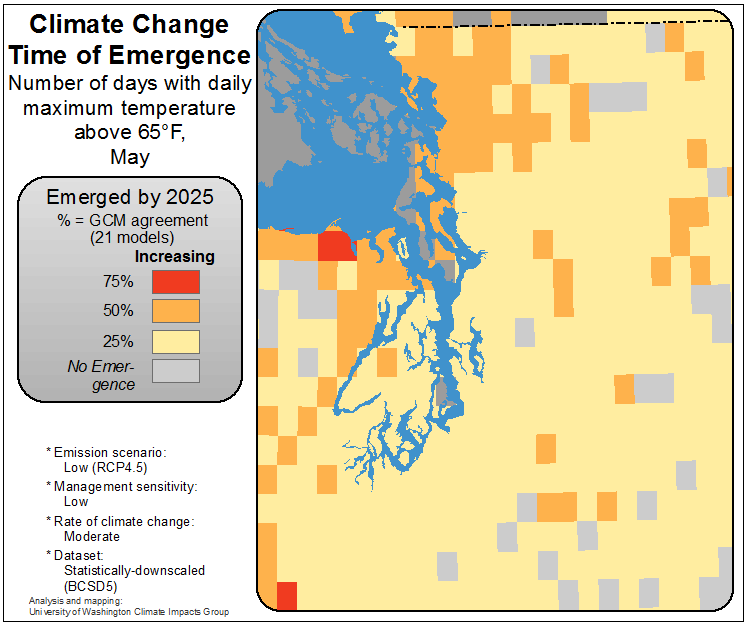 Climate Change
Time of Emergence
Number of days with daily
maximum temperature
above 65°F,
May
Emerged by 2025
% = GCM agreement
(21 models)
Increasing
75%
50%
25%
No Emer-
gence
* Emission scenario:
Low (RCP4.5)
* Management sensitivity:
Low
* Rate of climate change:
Moderate
* Dataset:
Statistically-downscaled
(BCSD5)
Analysis and mapping:
University of Washington Climate Impacts Group